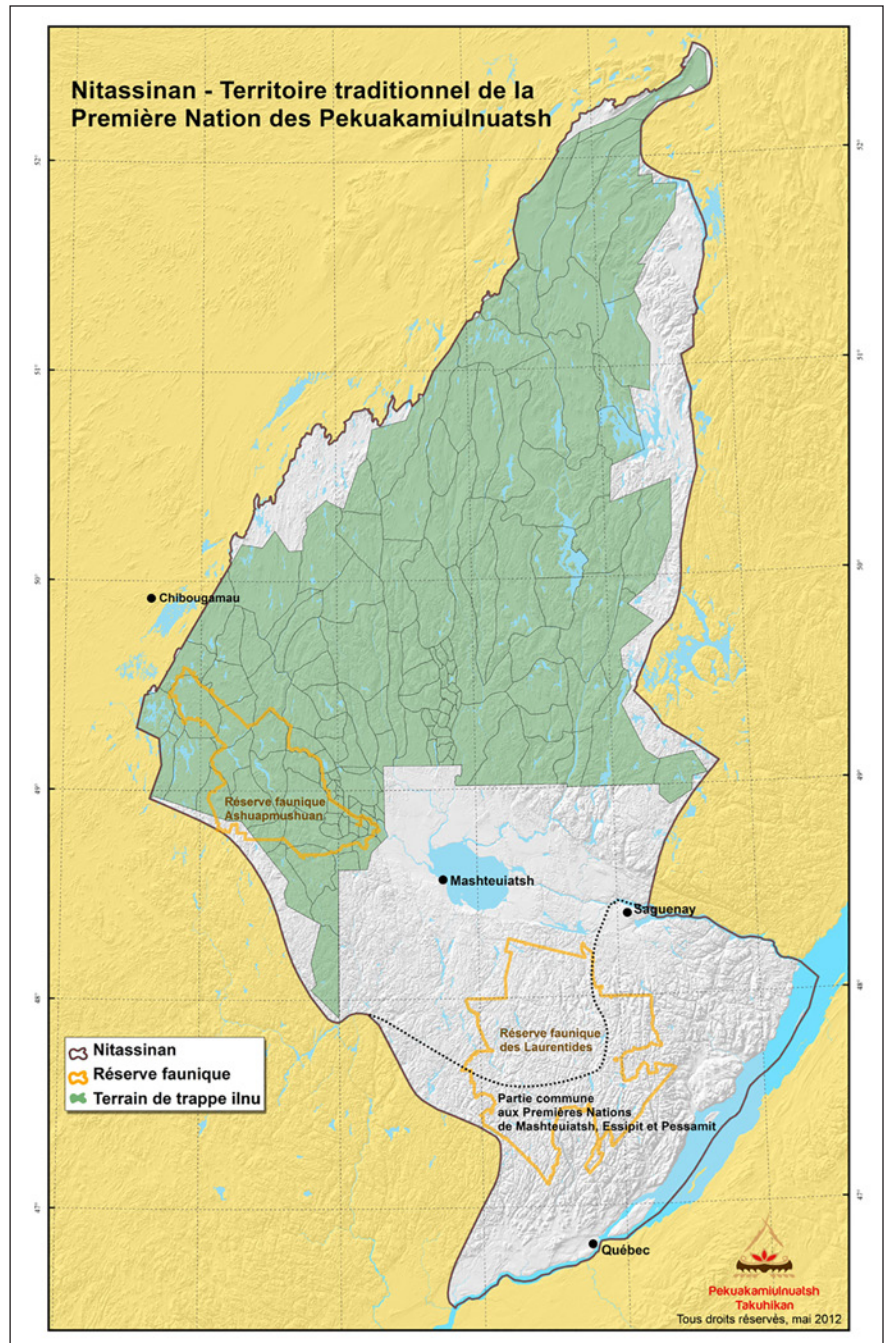 Nitassinan - Territoire traditionnel de la
Première Nation des Pekuakamiulnuatsh
52°
52°
51°
51°
50°
50°
Chibougamau
49°
49°
Réserve faunique
Ashuapmushuan
Mashteuiatsh
Saguenay
48°
48°
Réserve faunique
des Laurentides
Nitassinan
Réserve faunique
Terrain de trappe ilnu
Partie commune
aux Premières Nations
de Mashteuiatsh, Essipit et Pessamit
47°
47°
Québec
Pekuakamiulnuatsh
Takuhikan
Tous droits réservés, mai 2012